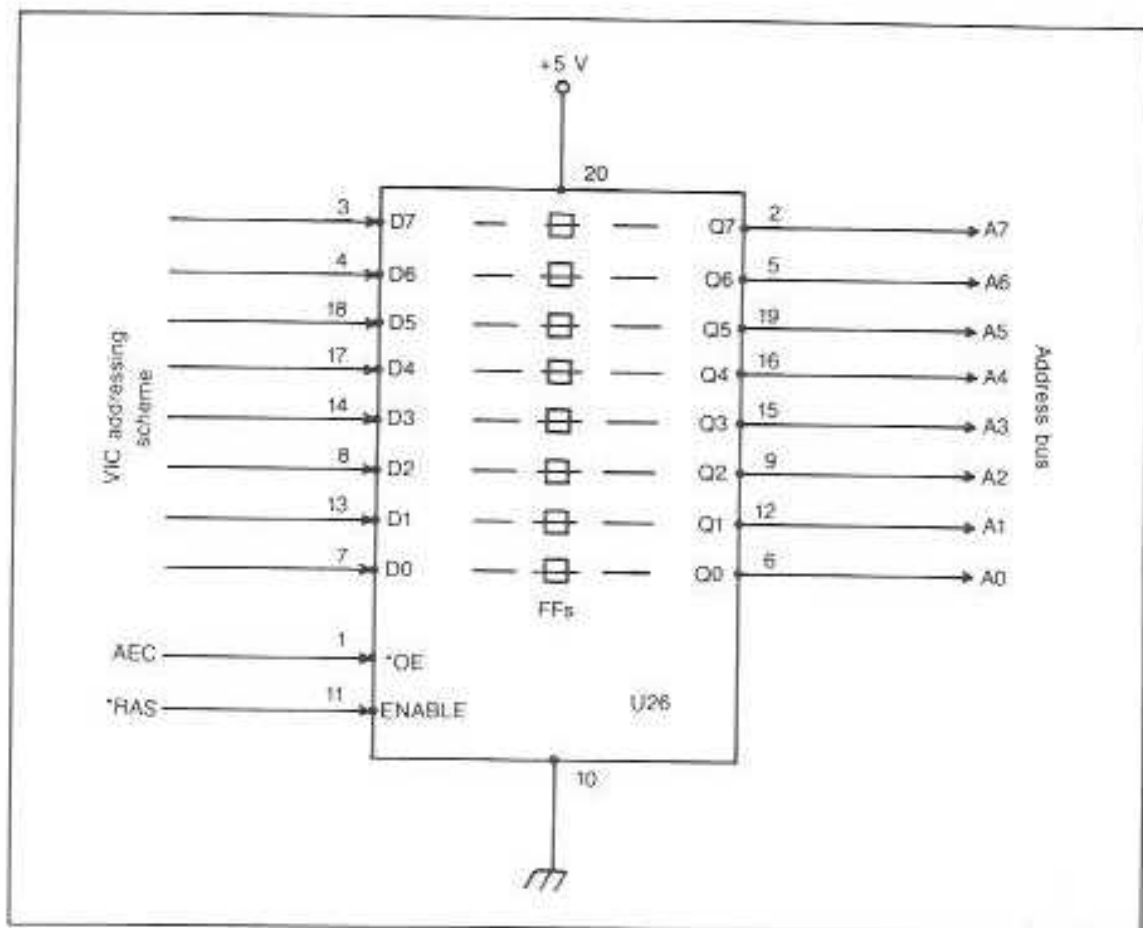 +5 V
20
3 D7 Q7 2 A7
4 D6 Q6 5 A6
18 D5 Q5 19 A5
17 D4 Q4 16 A4
14 D3 Q3 15 A3
8 D2 Q2 9 A2
13 D1 Q1 12 A1
7 D0 Q0 6 A0
VIC addressing
scheme
Address bus
FFs
AEC 1 *OE
*RAS 11 ENABLE U26
10